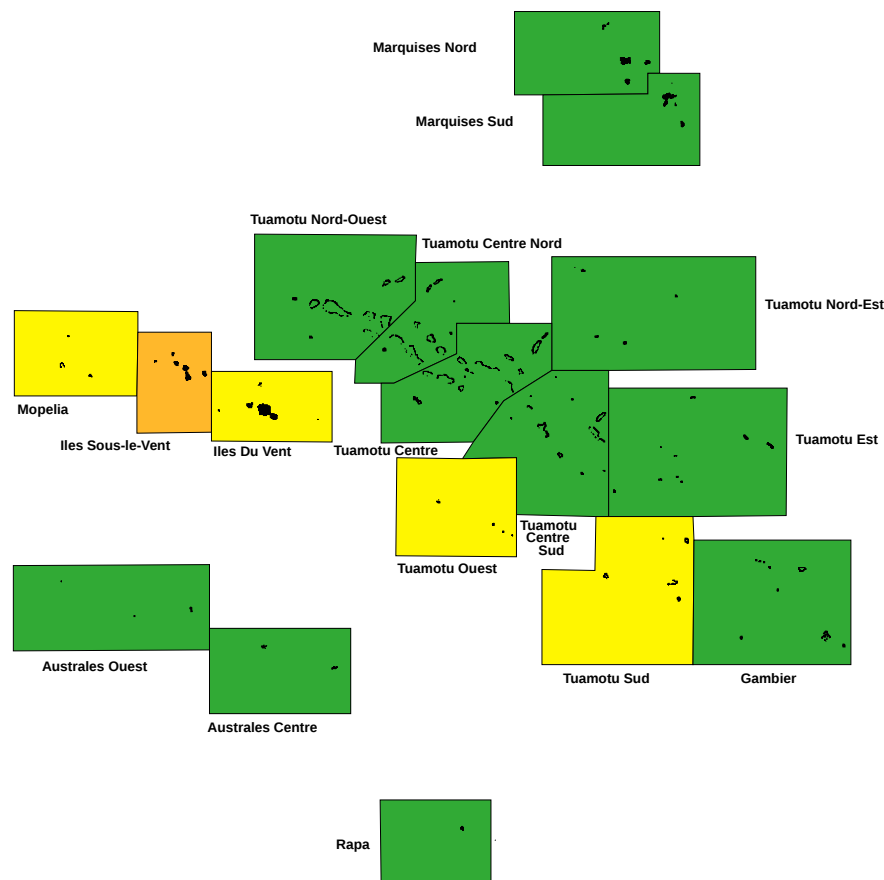 Marquises Nord
Marquises Sud
Tuamotu Nord-Ouest
Tuamotu Centre Nord
Tuamotu Nord-Est
Mopelia
Iles Sous-le-Vent
Iles Du Vent
Tuamotu Centre
Tuamotu Est
Tuamotu Ouest
Tuamotu
Centre
Sud
Australes Ouest
Tuamotu Sud
Gambier
Australes Centre
Rapa